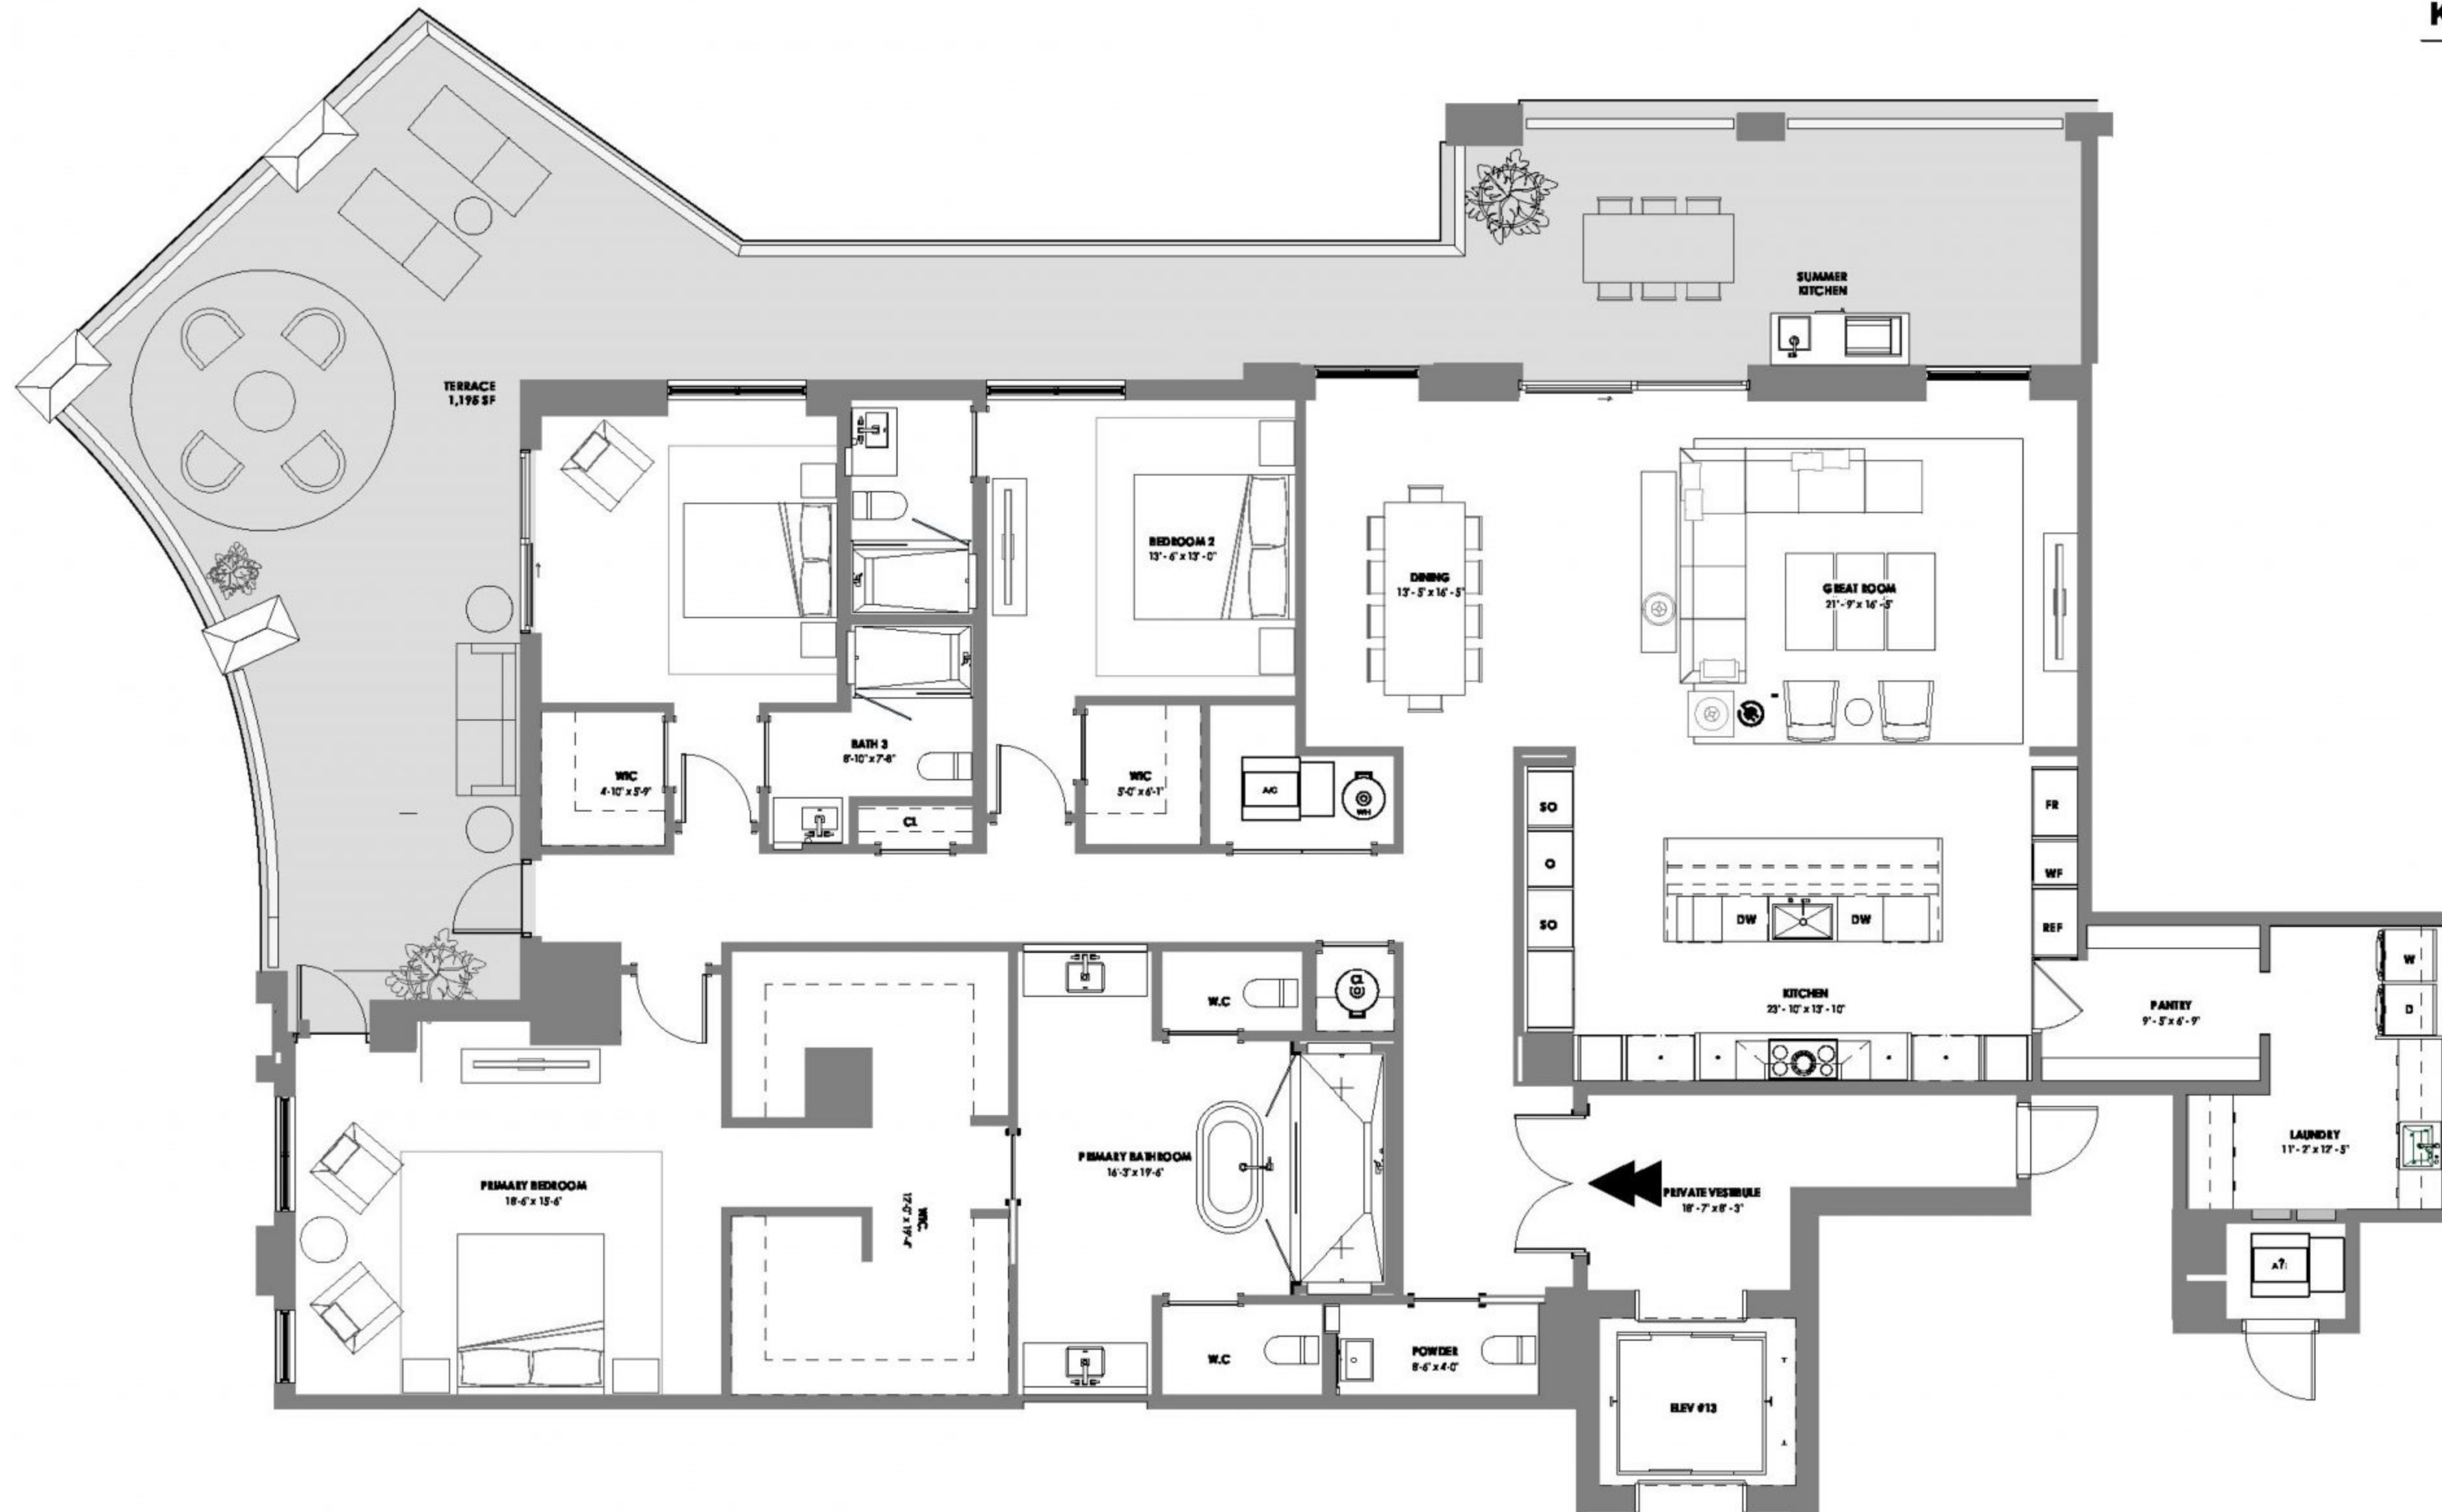 K
SUMMER
KITCHEN
TERRACE
1,195 SF
BEDROOM 2
13'- 6" x 13'- 0"
DINING
13'- 5" x 16'- 5"
GREAT ROOM
21'- 9" x 16'- 5"
BATH 3
8'-10" x 7'-8"
WIC
4'-10" x 5'-9"
WIC
5'-0" x 6'-1"
A/C
WH
CL
SO
O
SO
FR
WF
REF
DW
DW
KITCHEN
23'- 10" x 13'- 10"
PANTRY
9'- 5" x 6'- 9"
W
D
W.C
CL
PRIMARY BATHROOM
16'-3" x 19'-6"
PRIMARY BEDROOM
18'-6" x 15'-6"
WIC.
PRIVATE VESTIBULE
18'- 7" x 8'- 3"
LAUNDRY
11'- 2" x 12'- 5"
W.C
POWDER
8'-6" x 4'-0"
ELEV #13